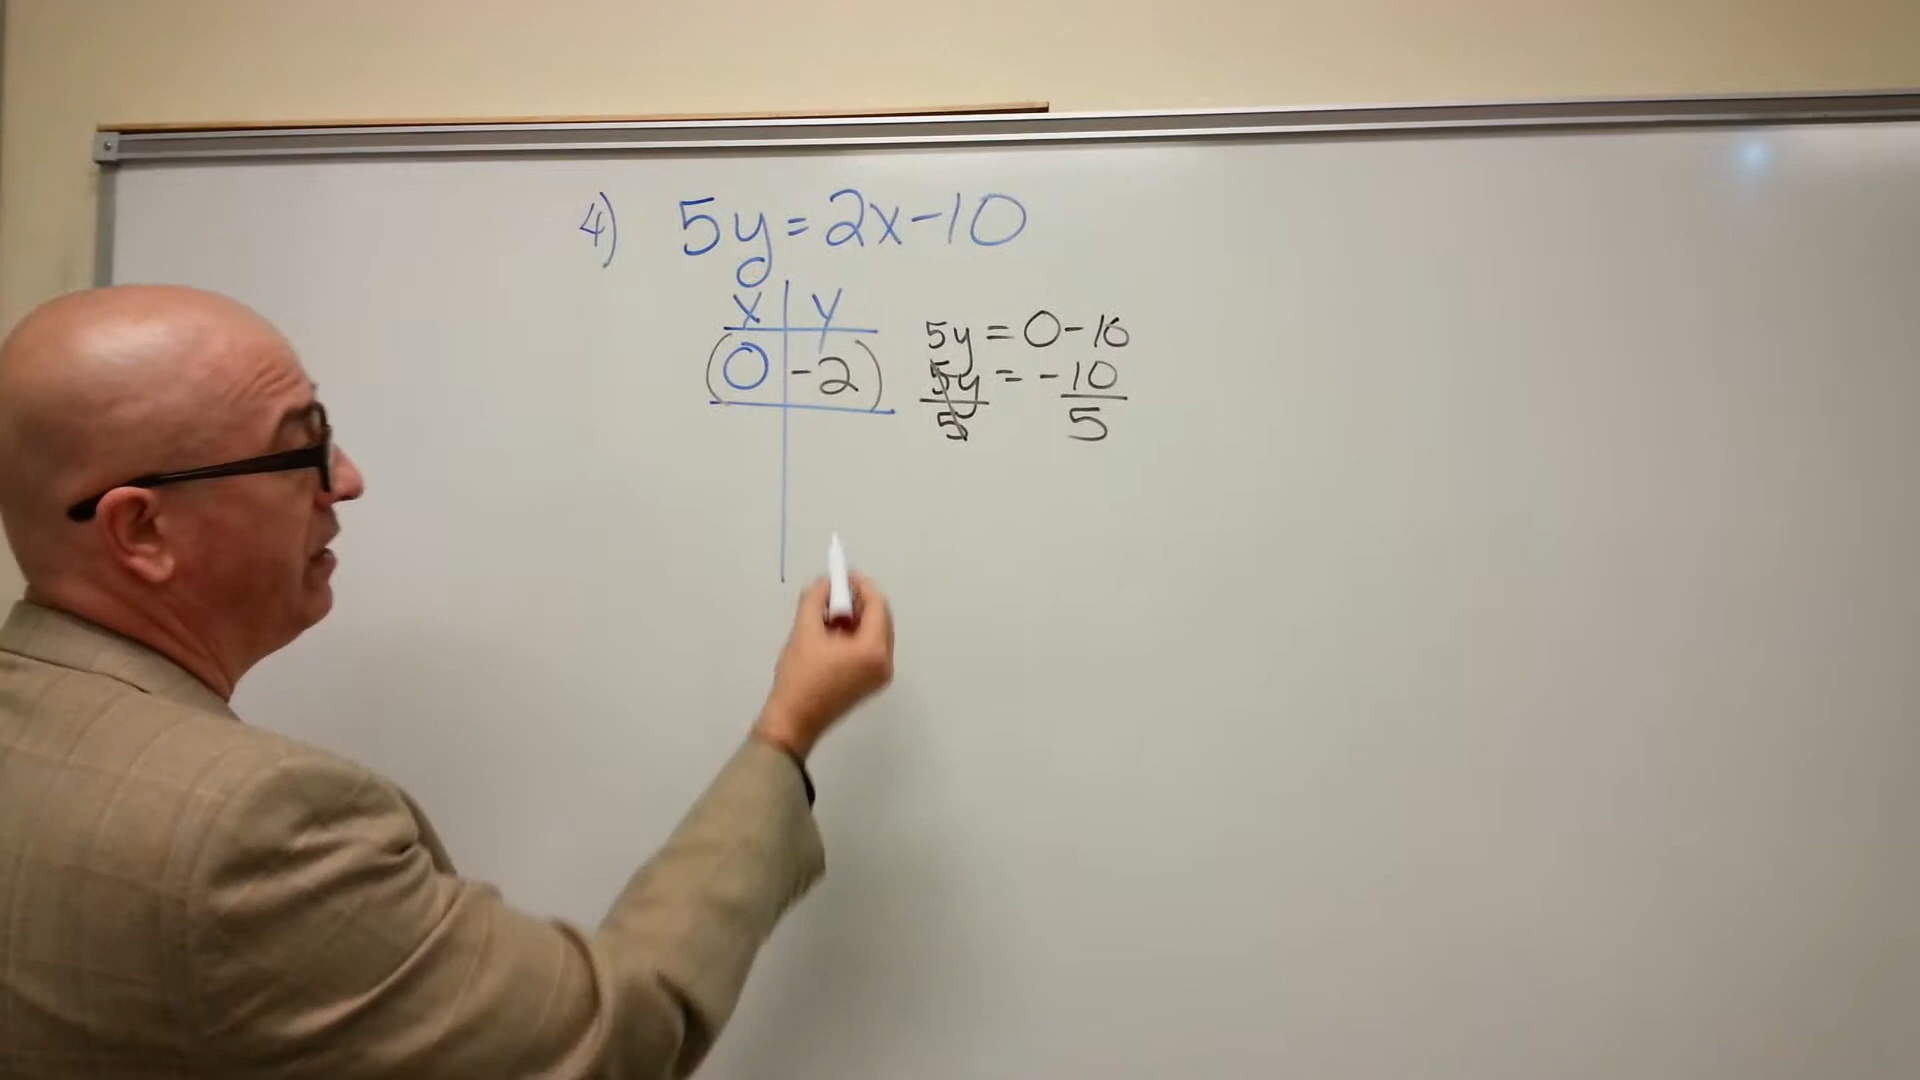 4) 5y=2x-10
x y
(0 -2)
5y = 0-10
5y = -10
5 5